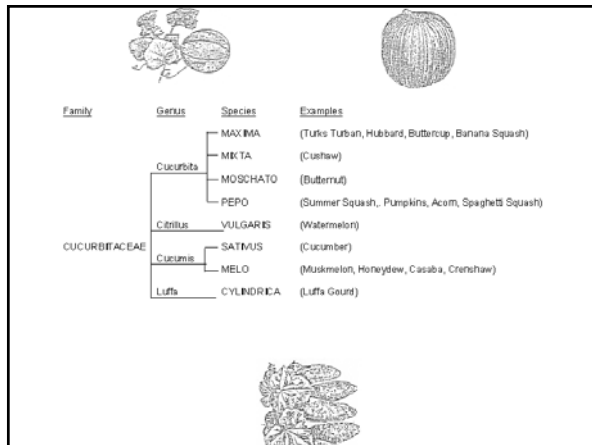 Family Genus Species Examples
MAXIMA (Turks Turban, Hubbard, Buttercup, Banana Squash)
MIXTA (Cushaw)
Cucurbita
MOSCHATO (Butternut)
PEPO (Summer Squash,. Pumpkins, Acorn, Spaghetti Squash)
Citrillus VULGARIS (Watermelon)
CUCURBITACEAE SATIVUS (Cucumber)
Cucumis
MELO (Muskmelon, Honeydew, Casaba, Crenshaw)
Luffa CYLINDRICA (Luffa Gourd)